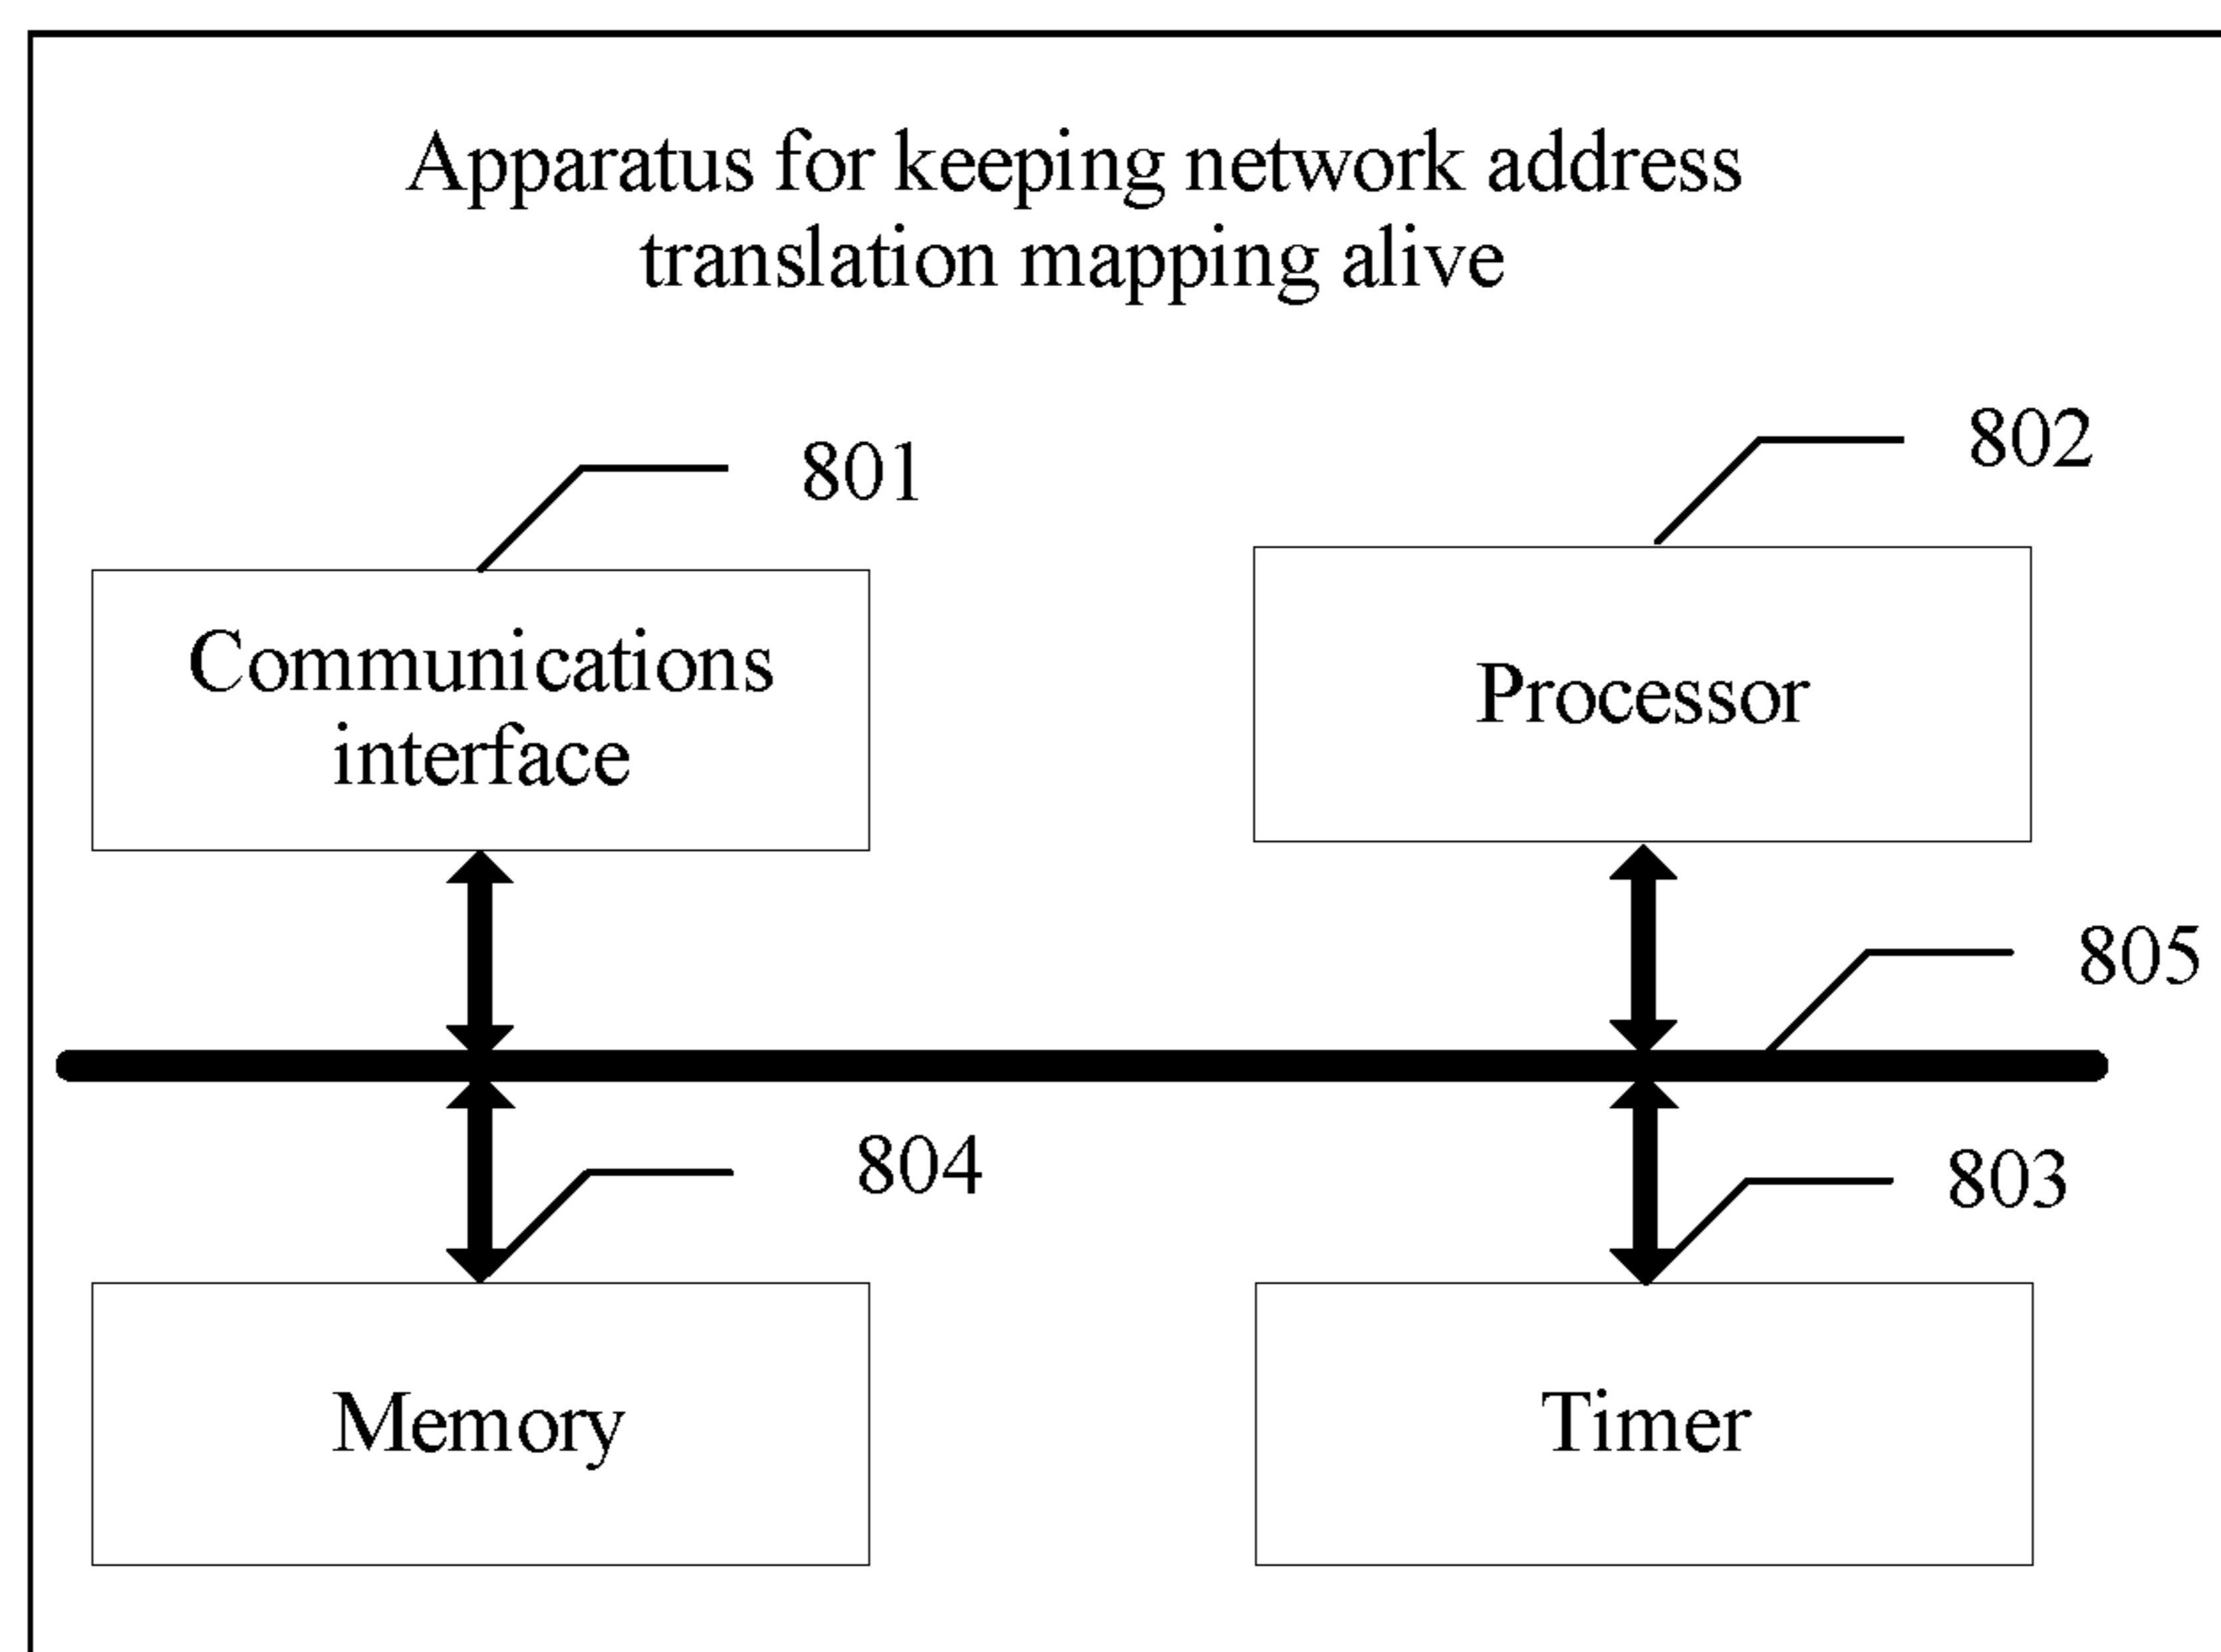 Apparatus for keeping network address
translation mapping alive
801
802
Communications
interface
Processor
805
804
803
Memory
Timer